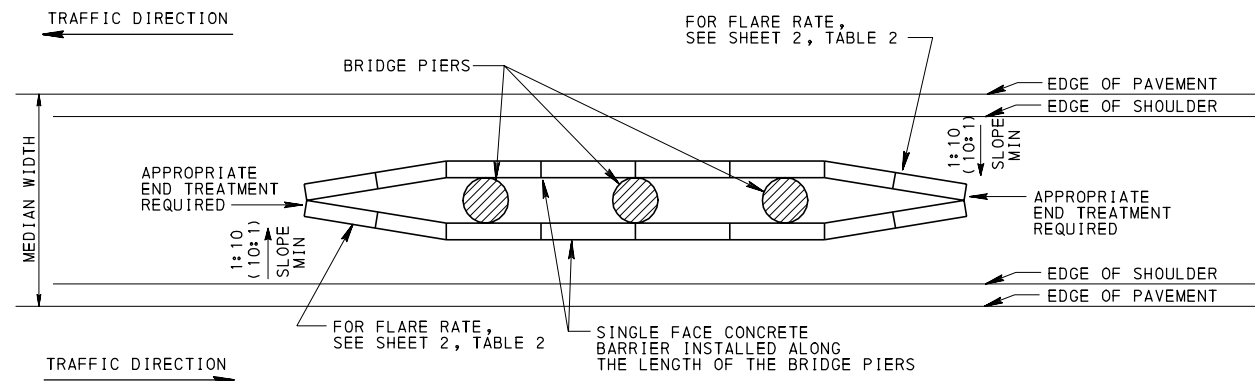 TRAFFIC DIRECTION
FOR FLARE RATE,
SEE SHEET 2, TABLE 2
BRIDGE PIERS
EDGE OF PAVEMENT
EDGE OF SHOULDER
MEDIAN WIDTH
APPROPRIATE
END TREATMENT
REQUIRED
1:10
(10:1)
SLOPE
MIN
1:10
(10:1)
SLOPE
MIN
APPROPRIATE
END TREATMENT
REQUIRED
EDGE OF SHOULDER
EDGE OF PAVEMENT
FOR FLARE RATE,
SEE SHEET 2, TABLE 2
SINGLE FACE CONCRETE
BARRIER INSTALLED ALONG
THE LENGTH OF THE BRIDGE PIERS
TRAFFIC DIRECTION